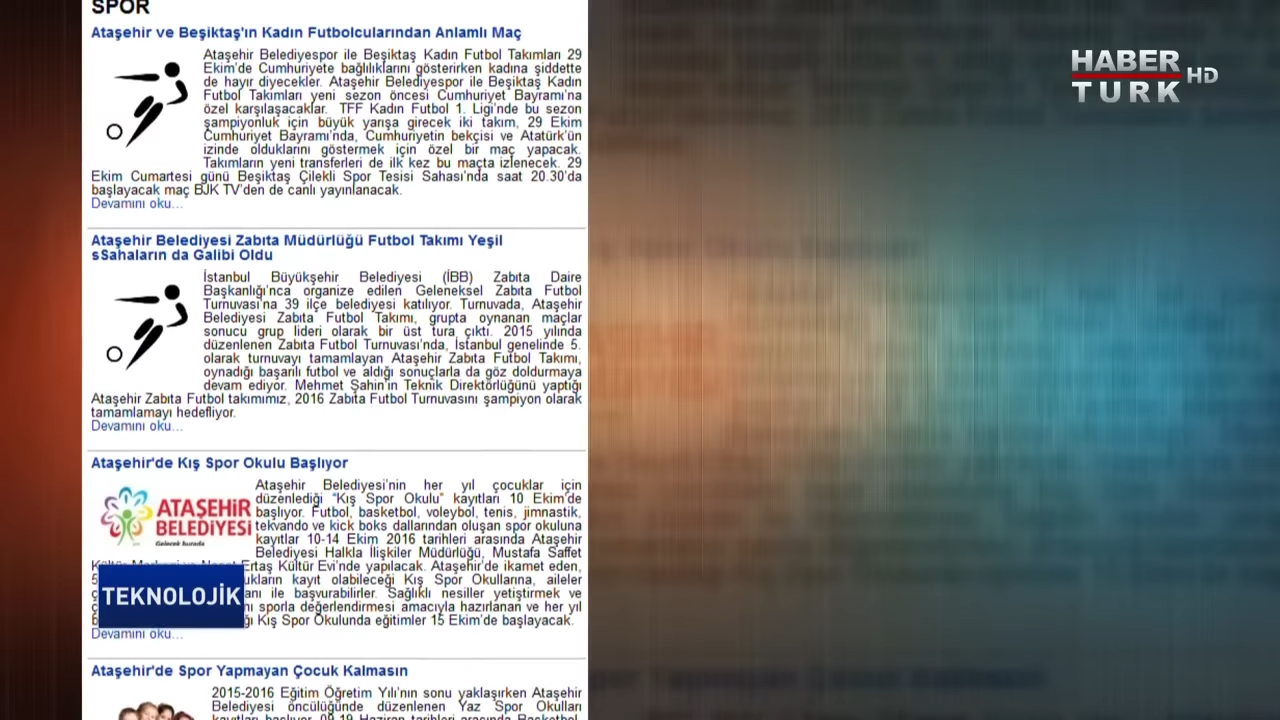 SPOR
Ataşehir ve Beşiktaş'ın Kadın Futbolcularından Anlamlı Maç
Ataşehir Belediyespor ile Beşiktaş Kadın Futbol Takımları 29
Ekim’de Cumhuriyete bağlılıklarını gösterirken kadına şiddette
de hayır diyecekler. Ataşehir Belediyespor ile Beşiktaş Kadın
Futbol Takımları yeni sezon öncesi Cumhuriyet Bayramı’na
özel karşılaşacaklar. TFF Kadın Futbol 1. Ligi’nde bu sezon
şampiyonluk için büyük yarışa girecek iki takım, 29 Ekim
Cumhuriyet Bayramı’nda, Cumhuriyetin bekçisi ve Atatürk’ün
izinde olduklarını göstermek için özel bir maç yapacak.
Takımların yeni transferleri de ilk kez bu maçta izlenecek. 29
Ekim Cumartesi günü Beşiktaş Çilekli Spor Tesisi Sahası’nda saat 20.30’da
başlayacak maç BJK TV’den de canlı yayınlanacak.
Devamını oku...
Ataşehir Belediyesi Zabıta Müdürlüğü Futbol Takımı Yeşil
sSahaların da Galibi Oldu
İstanbul Büyükşehir Belediyesi (İBB) Zabıta Daire
Başkanlığı’nca organize edilen Geleneksel Zabıta Futbol
Turnuvası’na 39 ilçe belediyesi katılıyor. Turnuvada, Ataşehir
Belediyesi Zabıta Futbol Takımı, grupta oynanan maçlar
sonucu grup lideri olarak bir üst tura çıktı. 2015 yılında
düzenlenen Zabıta Futbol Turnuvası’nda, İstanbul genelinde 5.
olarak turnuvayı tamamlayan Ataşehir Zabıta Futbol Takımı,
oynadığı başarılı futbol ve aldığı sonuçlarla da göz doldurmaya
devam ediyor. Mehmet Şahin’in Teknik Direktörlüğünü yaptığı
Ataşehir Zabıta Futbol takımımız, 2016 Zabıta Futbol Turnuvasını şampiyon olarak
tamamlamayı hedefliyor.
Devamını oku...
Ataşehir'de Kış Spor Okulu Başlıyor
Ataşehir Belediyesi’nin her yıl çocuklar için
düzenlediği “Kış Spor Okulu” kayıtları 10 Ekim’de
başlıyor. Futbol, basketbol, voleybol, tenis, jimnastik,
tekvando ve kick boks dallarından oluşan spor okuluna
kayıtlar 10-14 Ekim 2016 tarihleri arasında Ataşehir
Belediyesi Halkla İlişkiler Müdürlüğü, Mustafa Saffet
Ertaş Kültür Evi’nde yapılacak. Ataşehir’de ikamet eden,
kayıt olabileceği Kış Spor Okullarına, aileler
ile başvurabilirler. Sağlıklı nesiller yetiştirmek ve
sporla değerlendirmesi amacıyla hazırlanan ve her yıl
Kış Spor Okulunda eğitimler 15 Ekim’de başlayacak.
Devamını oku...
ATAŞEHİR
BELEDİYESİ
Gelecek burada
TEKNOLOJİK
Ataşehir'de Spor Yapmayan Çocuk Kalmasın
2015-2016 Eğitim Öğretim Yılı’nın sonu yaklaşırken Ataşehir
Belediyesi öncülüğünde düzenlenen Yaz Spor Okulları
kayıtları başlıyor. 09-19 Haziran tarihleri arasında Basketbol,
HABER
TURK
HD